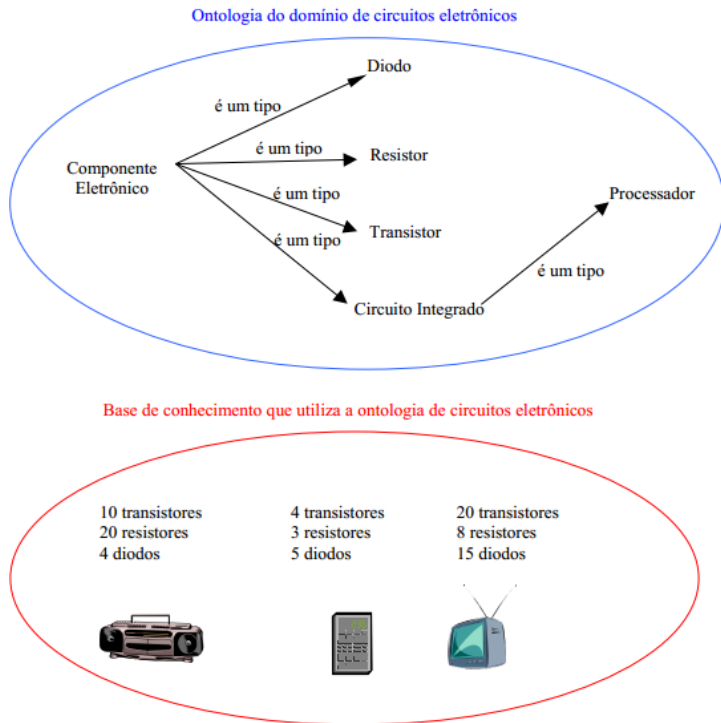 Ontologia do domínio de circuitos eletrônicos
Diodo
é um tipo
é um tipo
Resistor
Componente
Eletrônico
é um tipo
Processador
Transistor
é um tipo
é um tipo
Circuito Integrado
Base de conhecimento que utiliza a ontologia de circuitos eletrônicos
10 transistores
20 resistores
4 diodos
4 transistores
3 resistores
5 diodos
20 transistores
8 resistores
15 diodos